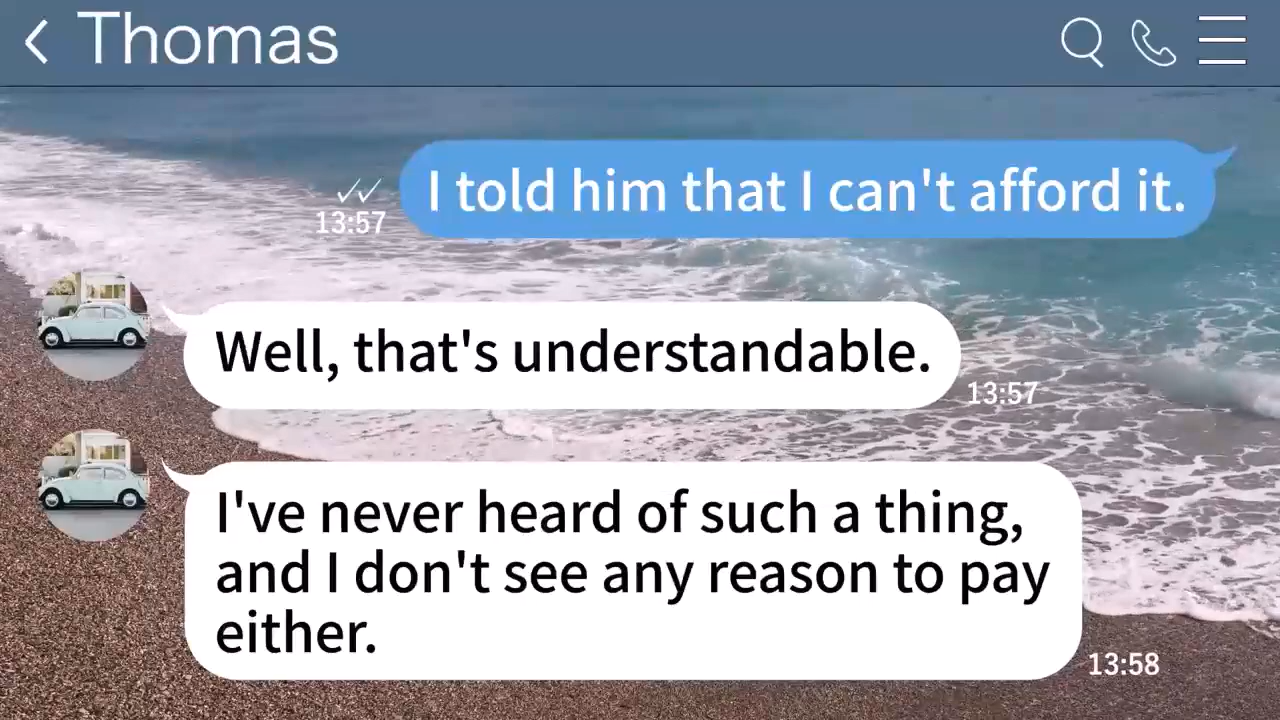 Thomas
I told him that I can't afford it.
13:57
Well, that's understandable.
13:57
I've never heard of such a thing,
and I don't see any reason to pay
either.
13:58